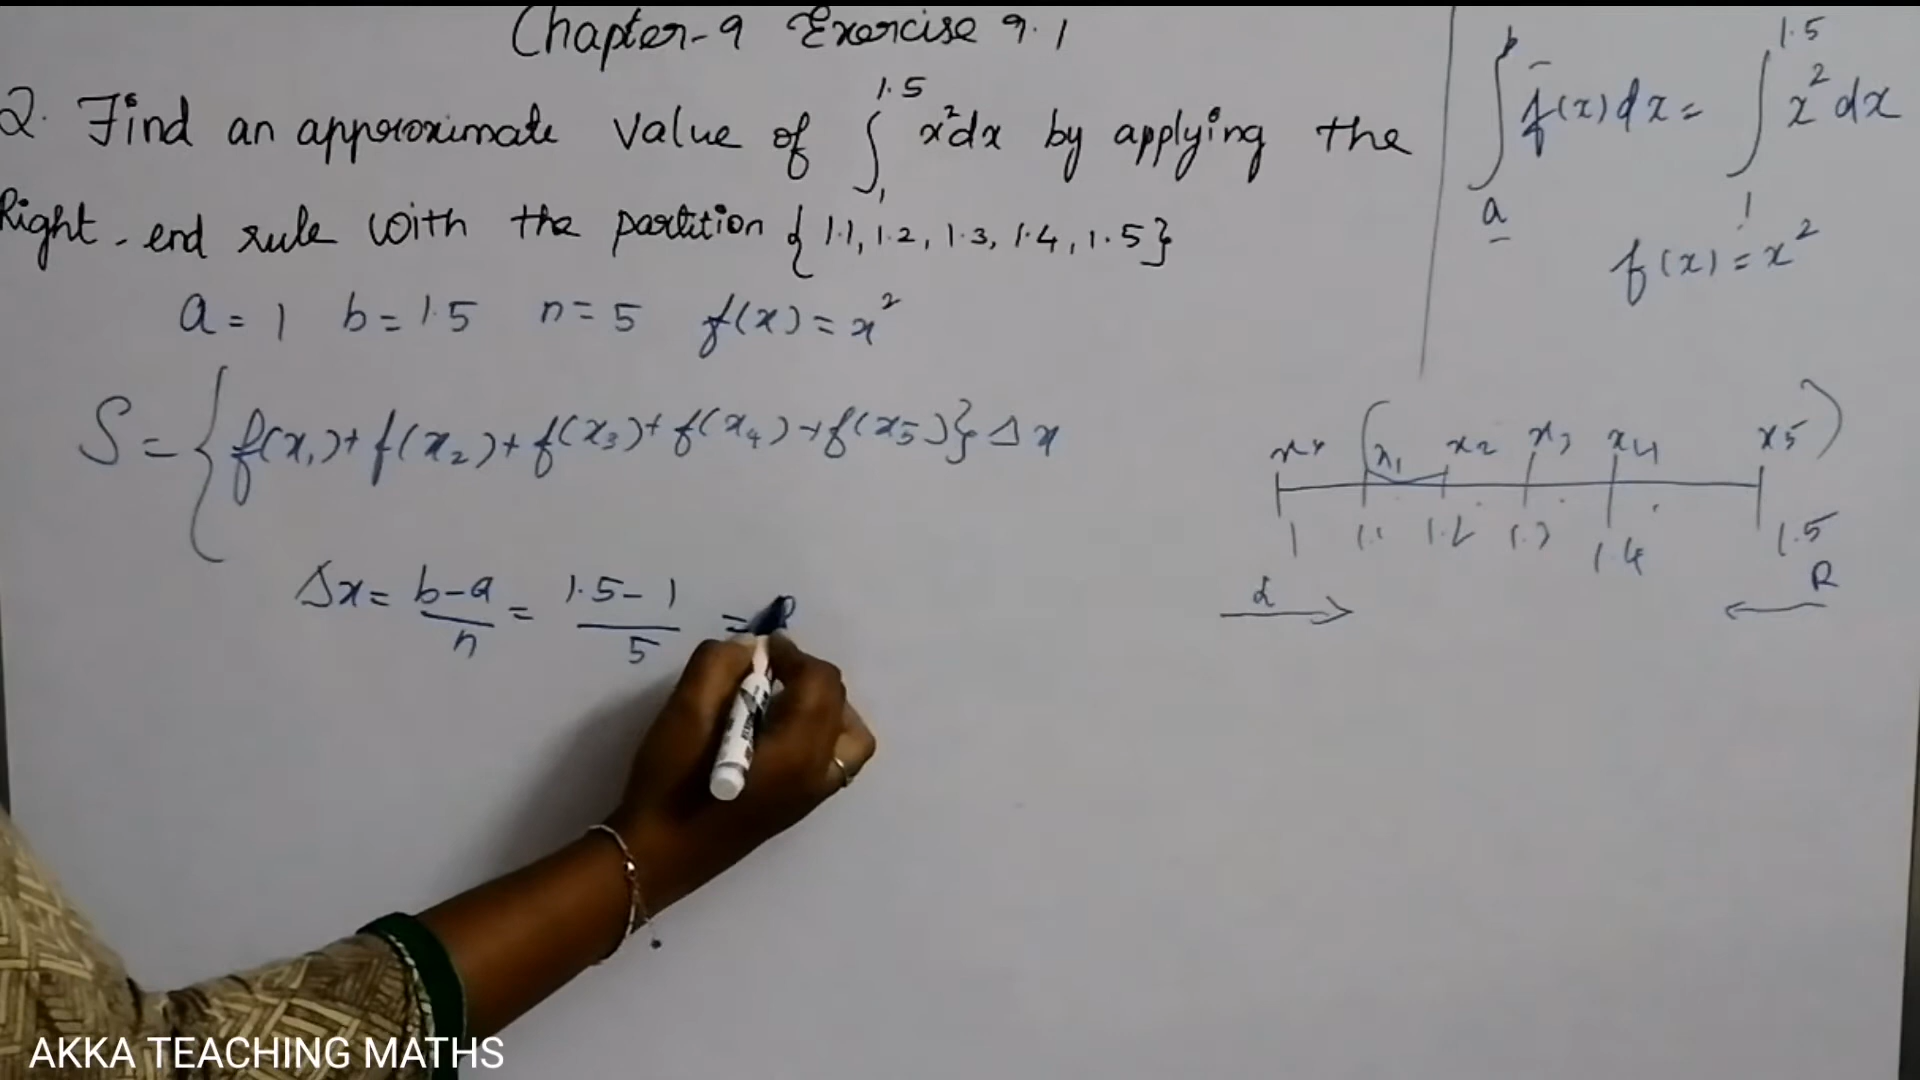 Chapter-9 Exercise 9.1
2. Find an approximate value of ∫₁^1.5 x²dx by applying the
Right-end rule with the partition {1.1, 1.2, 1.3, 1.4, 1.5}
a = 1 b = 1.5 n = 5 f(x) = x²
S = {f(x₁) + f(x₂) + f(x₃) + f(x₄) + f(x₅)} Δx
Δx = (b-a)/n = (1.5-1)/5 =
∫ₐᵇ f(x)dx = ∫₁^1.5 x²dx
f(x) = x²
x₁ x₂ x₃ x₄ x₅
1 1.1 1.2 1.3 1.4 1.5
L R
AKKA TEACHING MATHS